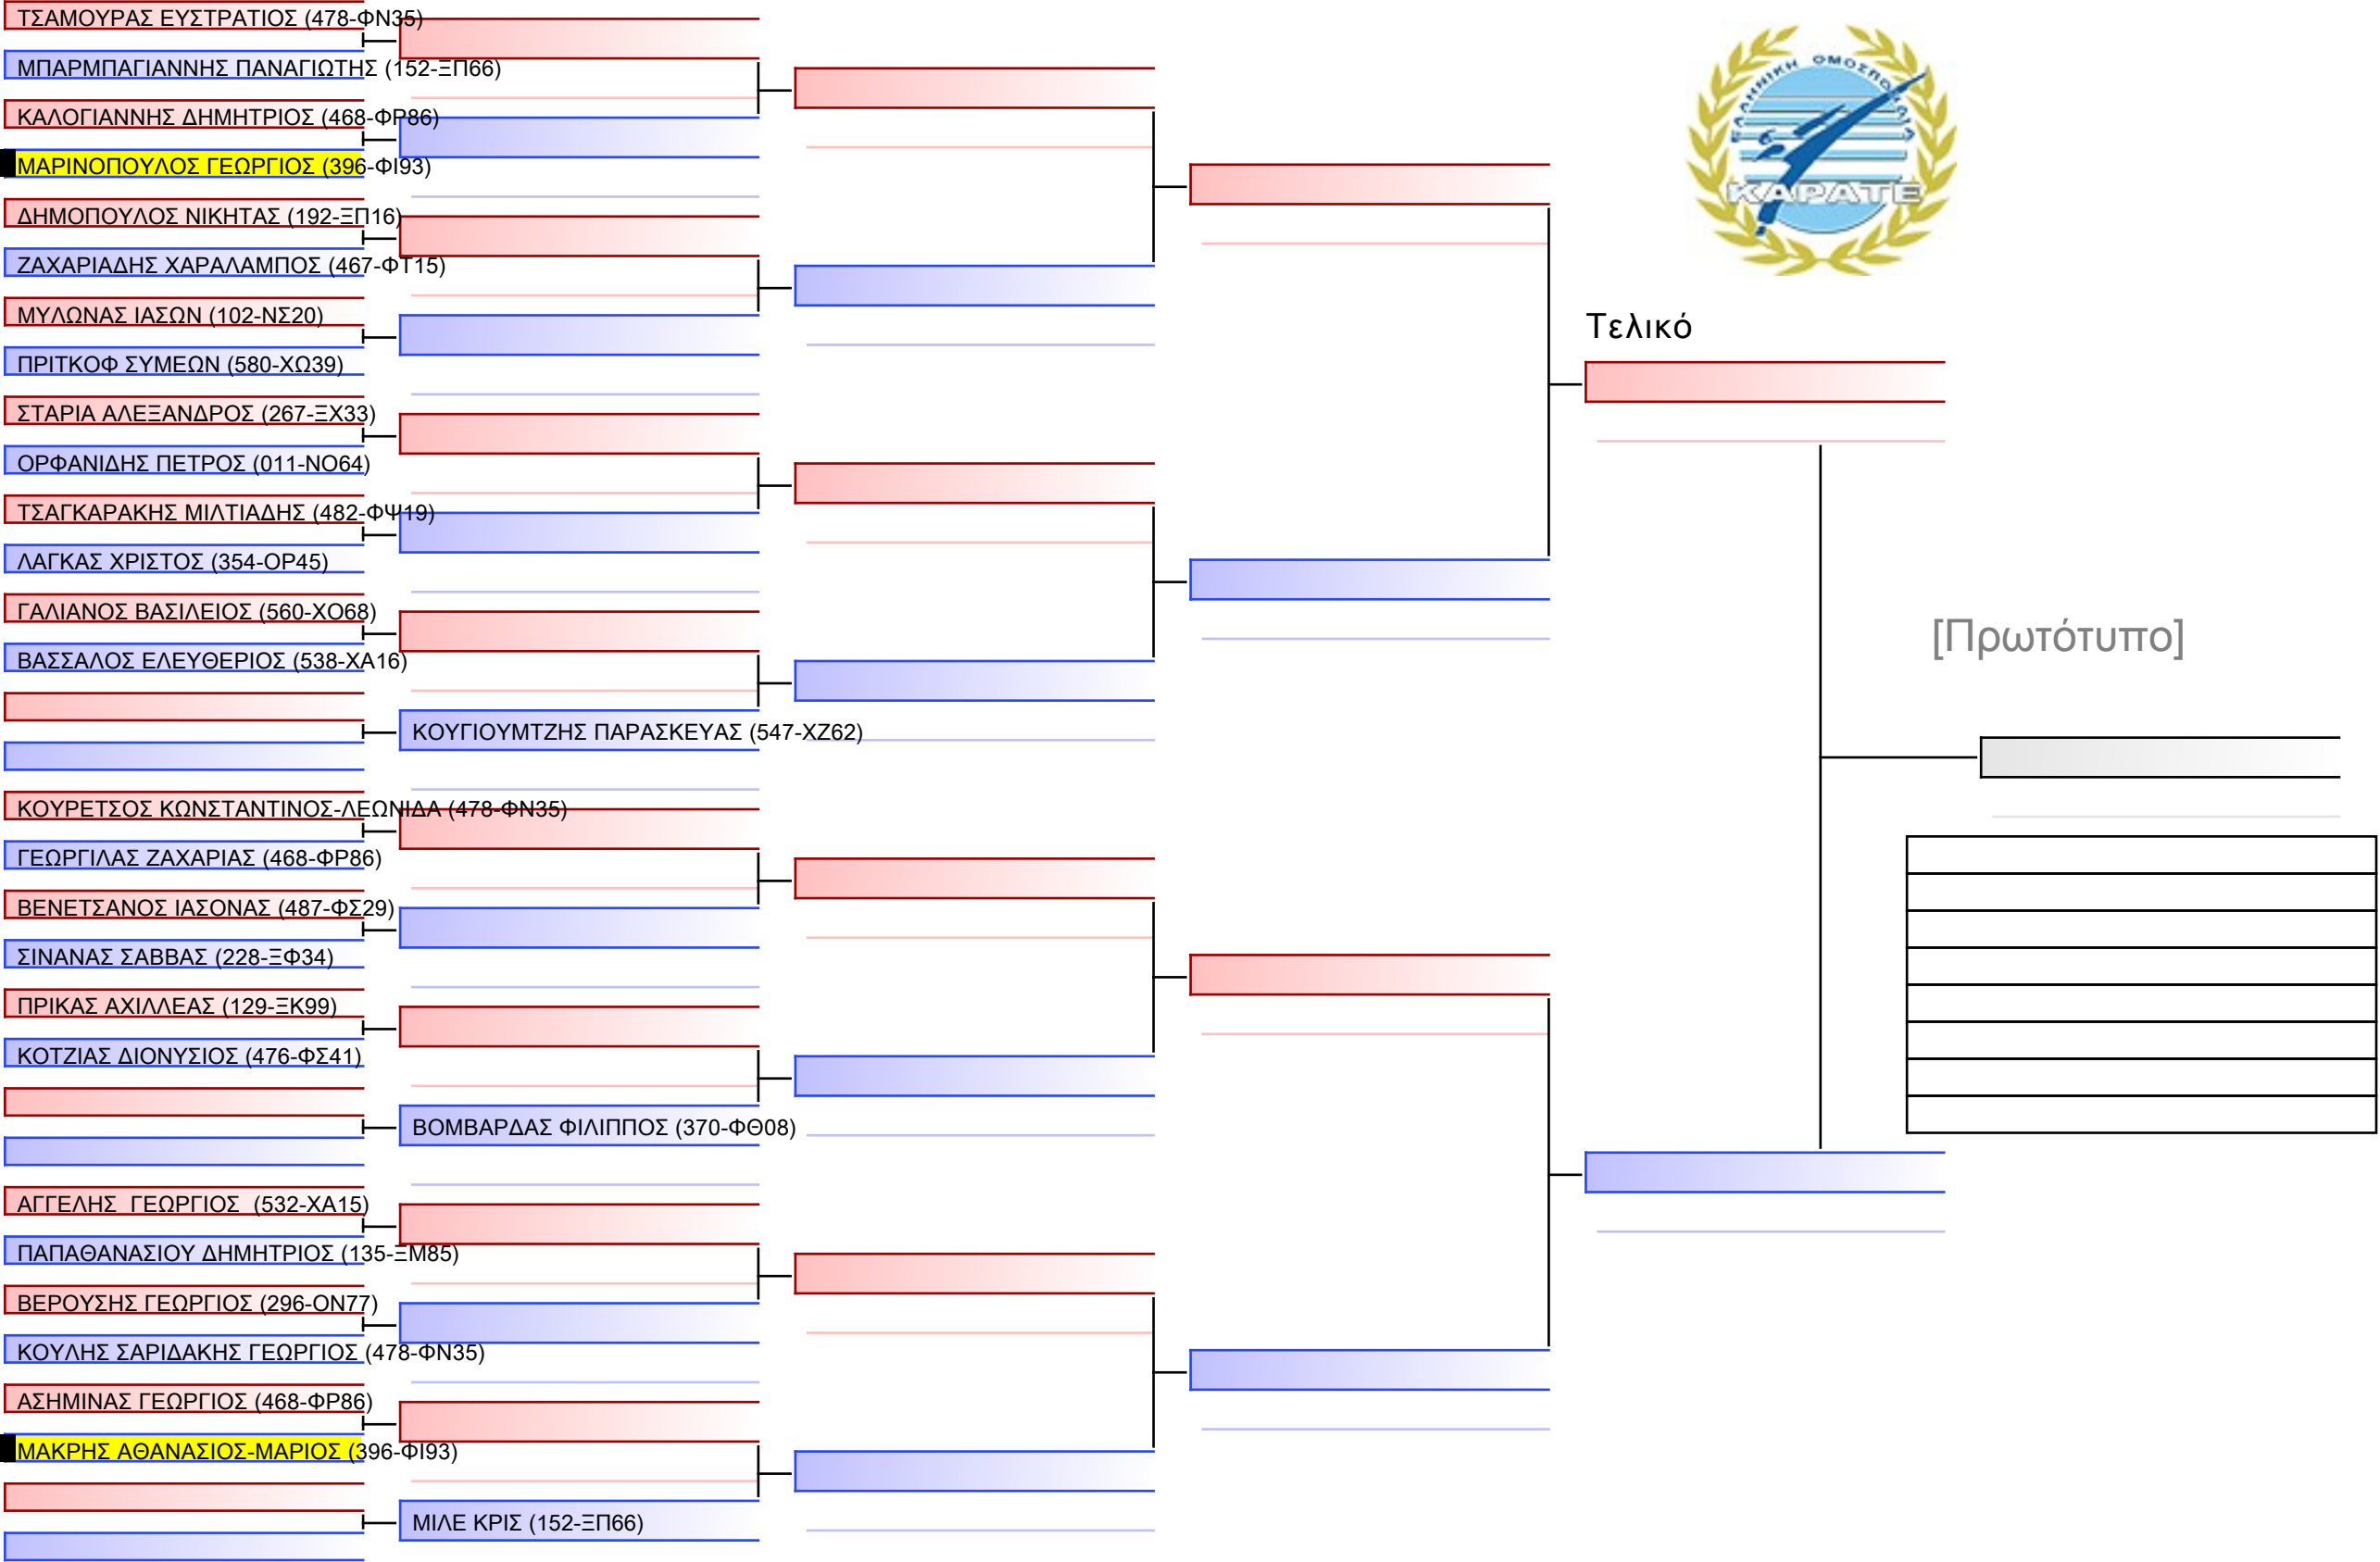 ΤΣΑΜΟΥΡΑΣ ΕΥΣΤΡΑΤΙΟΣ (478-ΦΝ35)
ΜΠΑΡΜΠΑΓΙΑΝΝΗΣ ΠΑΝΑΓΙΩΤΗΣ (152-ΞΠ66)
ΚΑΛΟΓΙΑΝΝΗΣ ΔΗΜΗΤΡΙΟΣ (468-ΦΡ86)
ΜΑΡΙΝΟΠΟΥΛΟΣ ΓΕΩΡΓΙΟΣ (396-ΦΙ93)
ΔΗΜΟΠΟΥΛΟΣ ΝΙΚΗΤΑΣ (192-ΞΠ16)
ΖΑΧΑΡΙΑΔΗΣ ΧΑΡΑΛΑΜΠΟΣ (467-ΦΤ15)
ΜΥΛΩΝΑΣ ΙΑΣΩΝ (102-ΝΣ20)
ΠΡΙΤΚΟΦ ΣΥΜΕΩΝ (580-ΧΩ39)
ΣΤΑΡΙΑ ΑΛΕΞΑΝΔΡΟΣ (267-ΞΧ33)
ΟΡΦΑΝΙΔΗΣ ΠΕΤΡΟΣ (011-ΝΟ64)
ΤΣΑΓΚΑΡΑΚΗΣ ΜΙΛΤΙΑΔΗΣ (482-ΦΨ19)
ΛΑΓΚΑΣ ΧΡΙΣΤΟΣ (354-ΟΡ45)
ΓΑΛΙΑΝΟΣ ΒΑΣΙΛΕΙΟΣ (560-ΧΟ68)
ΒΑΣΣΑΛΟΣ ΕΛΕΥΘΕΡΙΟΣ (538-ΧΑ16)
ΚΟΥΓΙΟΥΜΤΖΗΣ ΠΑΡΑΣΚΕΥΑΣ (547-ΧΖ62)
ΚΟΥΡΕΤΣΟΣ ΚΩΝΣΤΑΝΤΙΝΟΣ-ΛΕΩΝΙΔΑ (478-ΦΝ35)
ΓΕΩΡΓΙΛΑΣ ΖΑΧΑΡΙΑΣ (468-ΦΡ86)
ΒΕΝΕΤΣΑΝΟΣ ΙΑΣΟΝΑΣ (487-ΦΣ29)
ΣΙΝΑΝΑΣ ΣΑΒΒΑΣ (228-ΞΦ34)
ΠΡΙΚΑΣ ΑΧΙΛΛΕΑΣ (129-ΞΚ99)
ΚΟΤΖΙΑΣ ΔΙΟΝΥΣΙΟΣ (476-ΦΣ41)
ΒΟΜΒΑΡΔΑΣ ΦΙΛΙΠΠΟΣ (370-ΦΘ08)
ΑΓΓΕΛΗΣ  ΓΕΩΡΓΙΟΣ  (532-ΧΑ15)
ΠΑΠΑΘΑΝΑΣΙΟΥ ΔΗΜΗΤΡΙΟΣ (135-ΞΜ85)
ΒΕΡΟΥΣΗΣ ΓΕΩΡΓΙΟΣ (296-ΟΝ77)
ΚΟΥΛΗΣ ΣΑΡΙΔΑΚΗΣ ΓΕΩΡΓΙΟΣ (478-ΦΝ35)
ΑΣΗΜΙΝΑΣ ΓΕΩΡΓΙΟΣ (468-ΦΡ86)
ΜΑΚΡΗΣ ΑΘΑΝΑΣΙΟΣ-ΜΑΡΙΟΣ (396-ΦΙ93)
ΜΙΛΕ ΚΡΙΣ (152-ΞΠ66)
ΕΛΛΗΝΙΚΗ ΟΜΟΣΠΟΝΔΙΑ
ΚΑΡΑΤΕ
Τελικό
[Πρωτότυπο]